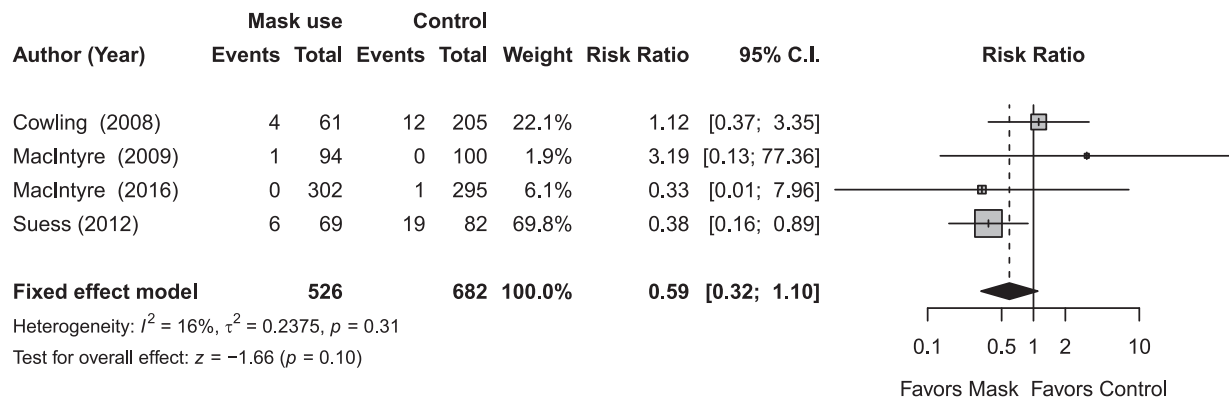 Mask use Control
Author (Year) Events Total Events Total Weight Risk Ratio 95% C.I. Risk Ratio
Cowling (2008) 4 61 12 205 22.1% 1.12 [0.37; 3.35]
MacIntyre (2009) 1 94 0 100 1.9% 3.19 [0.13; 77.36]
MacIntyre (2016) 0 302 1 295 6.1% 0.33 [0.01; 7.96]
Suess (2012) 6 69 19 82 69.8% 0.38 [0.16; 0.89]
Fixed effect model 526 682 100.0% 0.59 [0.32; 1.10]
Heterogeneity: I² = 16%, τ² = 0.2375, p = 0.31
Test for overall effect: z = −1.66 (p = 0.10)
0.1 0.5 1 2 10
Favors Mask Favors Control